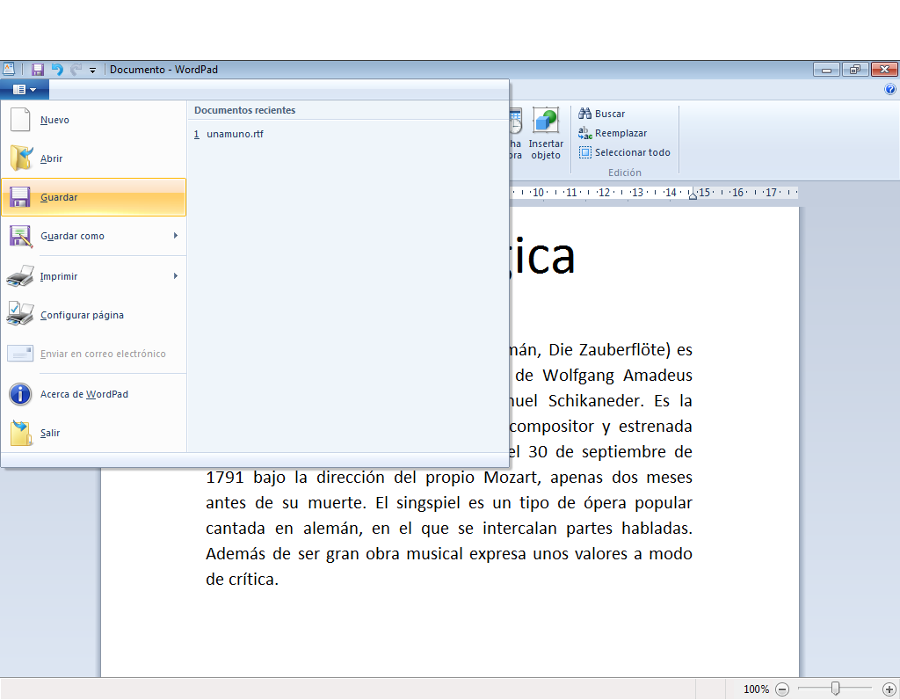 Documento - WordPad
Documentos recientes
1 unamuno.rtf
Nuevo
Abrir
Guardar
Guardar como
Imprimir
Configurar página
Enviar en correo electrónico
Acerca de WordPad
Salir
Insertar
objeto
Buscar
Reemplazar
Seleccionar todo
Edición
10 11 12 13 14 15 16 17
gica
mán, Die Zauberflöte) es
de Wolfgang Amadeus
nuel Schikaneder. Es la
compositor y estrenada
el 30 de septiembre de
1791 bajo la dirección del propio Mozart, apenas dos meses
antes de su muerte. El singspiel es un tipo de ópera popular
cantada en alemán, en el que se intercalan partes habladas.
Además de ser gran obra musical expresa unos valores a modo
de crítica.
100%